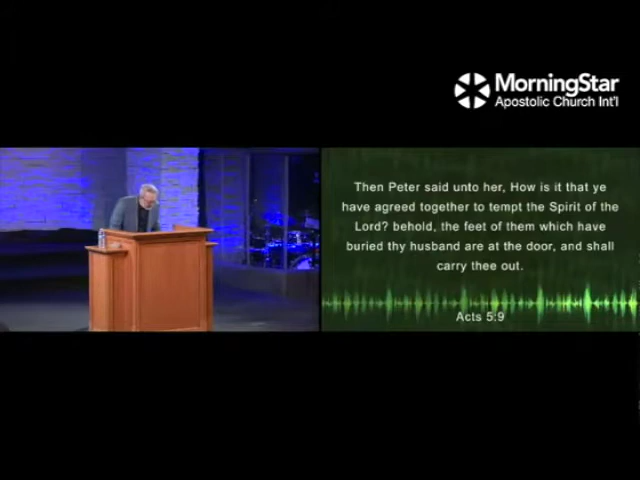 MorningStar
Apostolic Church Int'l
Then Peter said unto her, How is it that ye
have agreed together to tempt the Spirit of the
Lord? behold, the feet of them which have
buried thy husband are at the door, and shall
carry thee out.
Acts 5:9